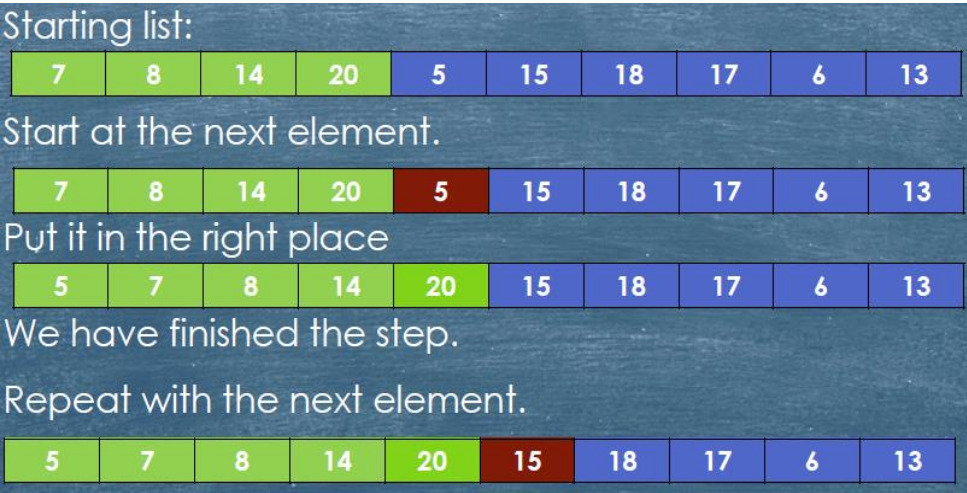 Starting list:
7 8 14 20 5 15 18 17 6 13
Start at the next element.
7 8 14 20 5 15 18 17 6 13
Put it in the right place
5 7 8 14 20 15 18 17 6 13
We have finished the step.
Repeat with the next element.
5 7 8 14 20 15 18 17 6 13